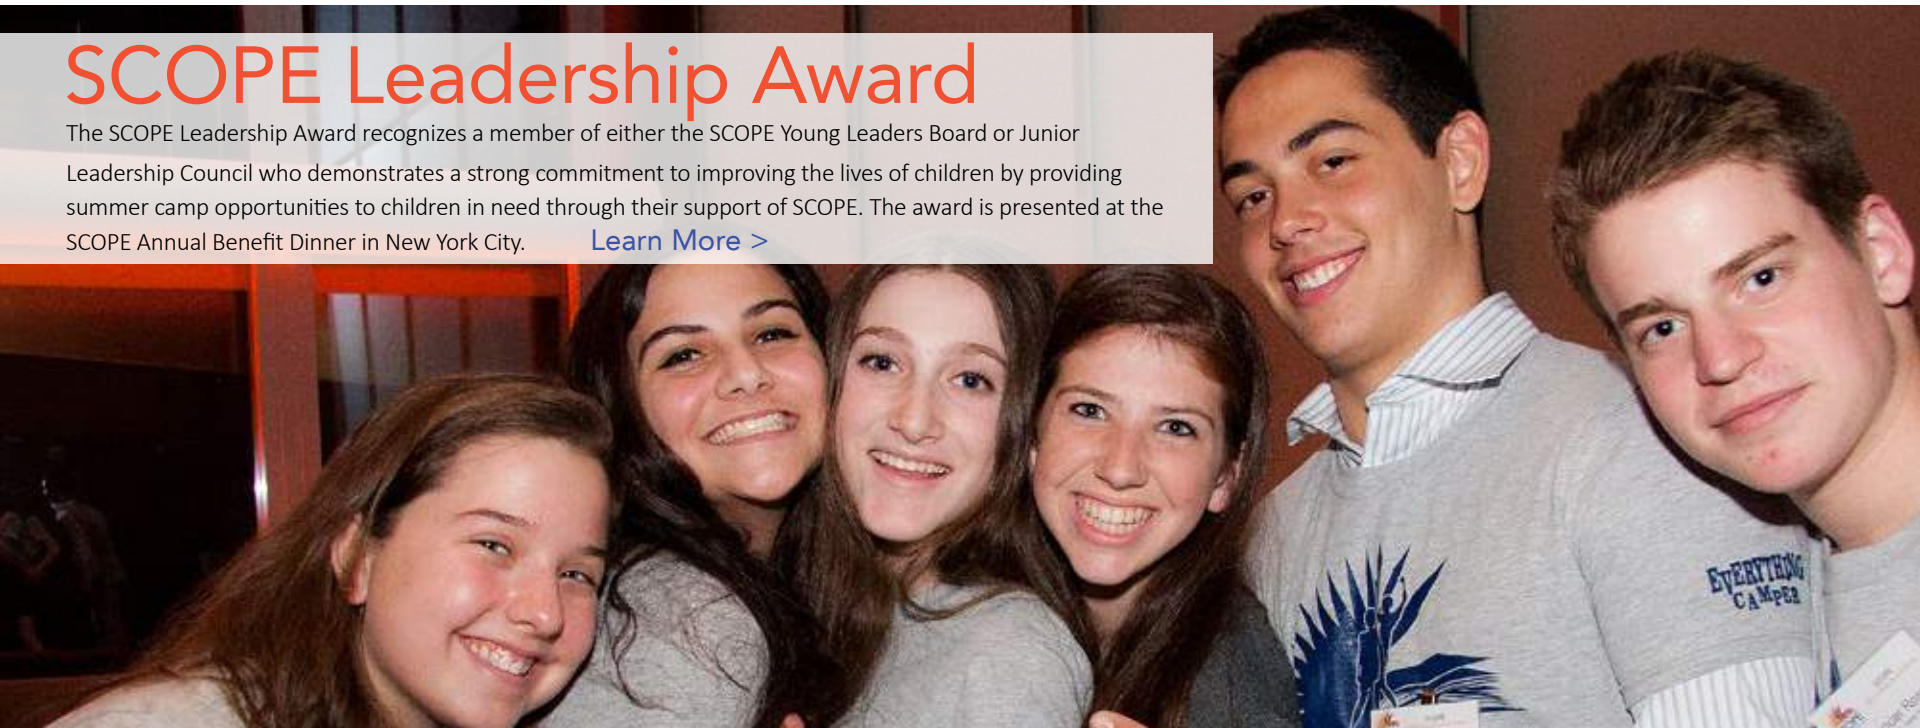 SCOPE Leadership Award
The SCOPE Leadership Award recognizes a member of either the SCOPE Young Leaders Board or Junior
Leadership Council who demonstrates a strong commitment to improving the lives of children by providing
summer camp opportunities to children in need through their support of SCOPE. The award is presented at the
SCOPE Annual Benefit Dinner in New York City. Learn More >
EVERYTHING
CAMPER